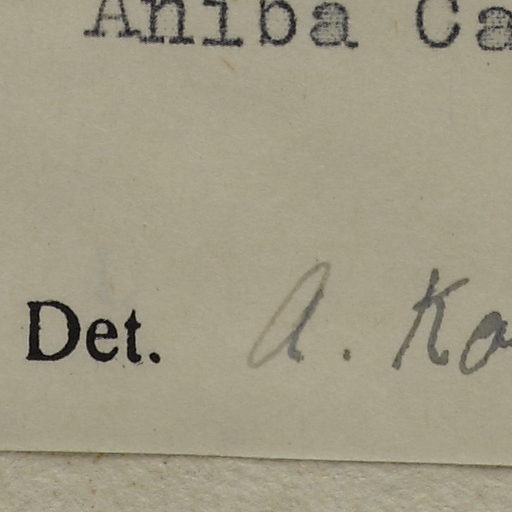 Aniba Ca
Det. A. Ko